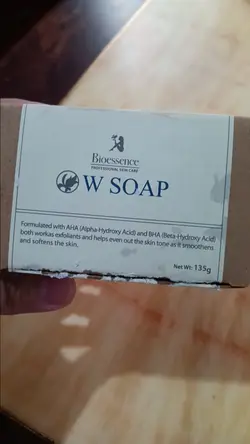 Bioessence
PROFESSIONAL SKIN CARE
W SOAP
Formulated with AHA (Alpha-Hydroxy Acid) and BHA (Beta-Hydroxy Acid)
both workas exfoliants and helps even out the skin tone as it smoothens
and softens the skin.
Net Wt: 135g